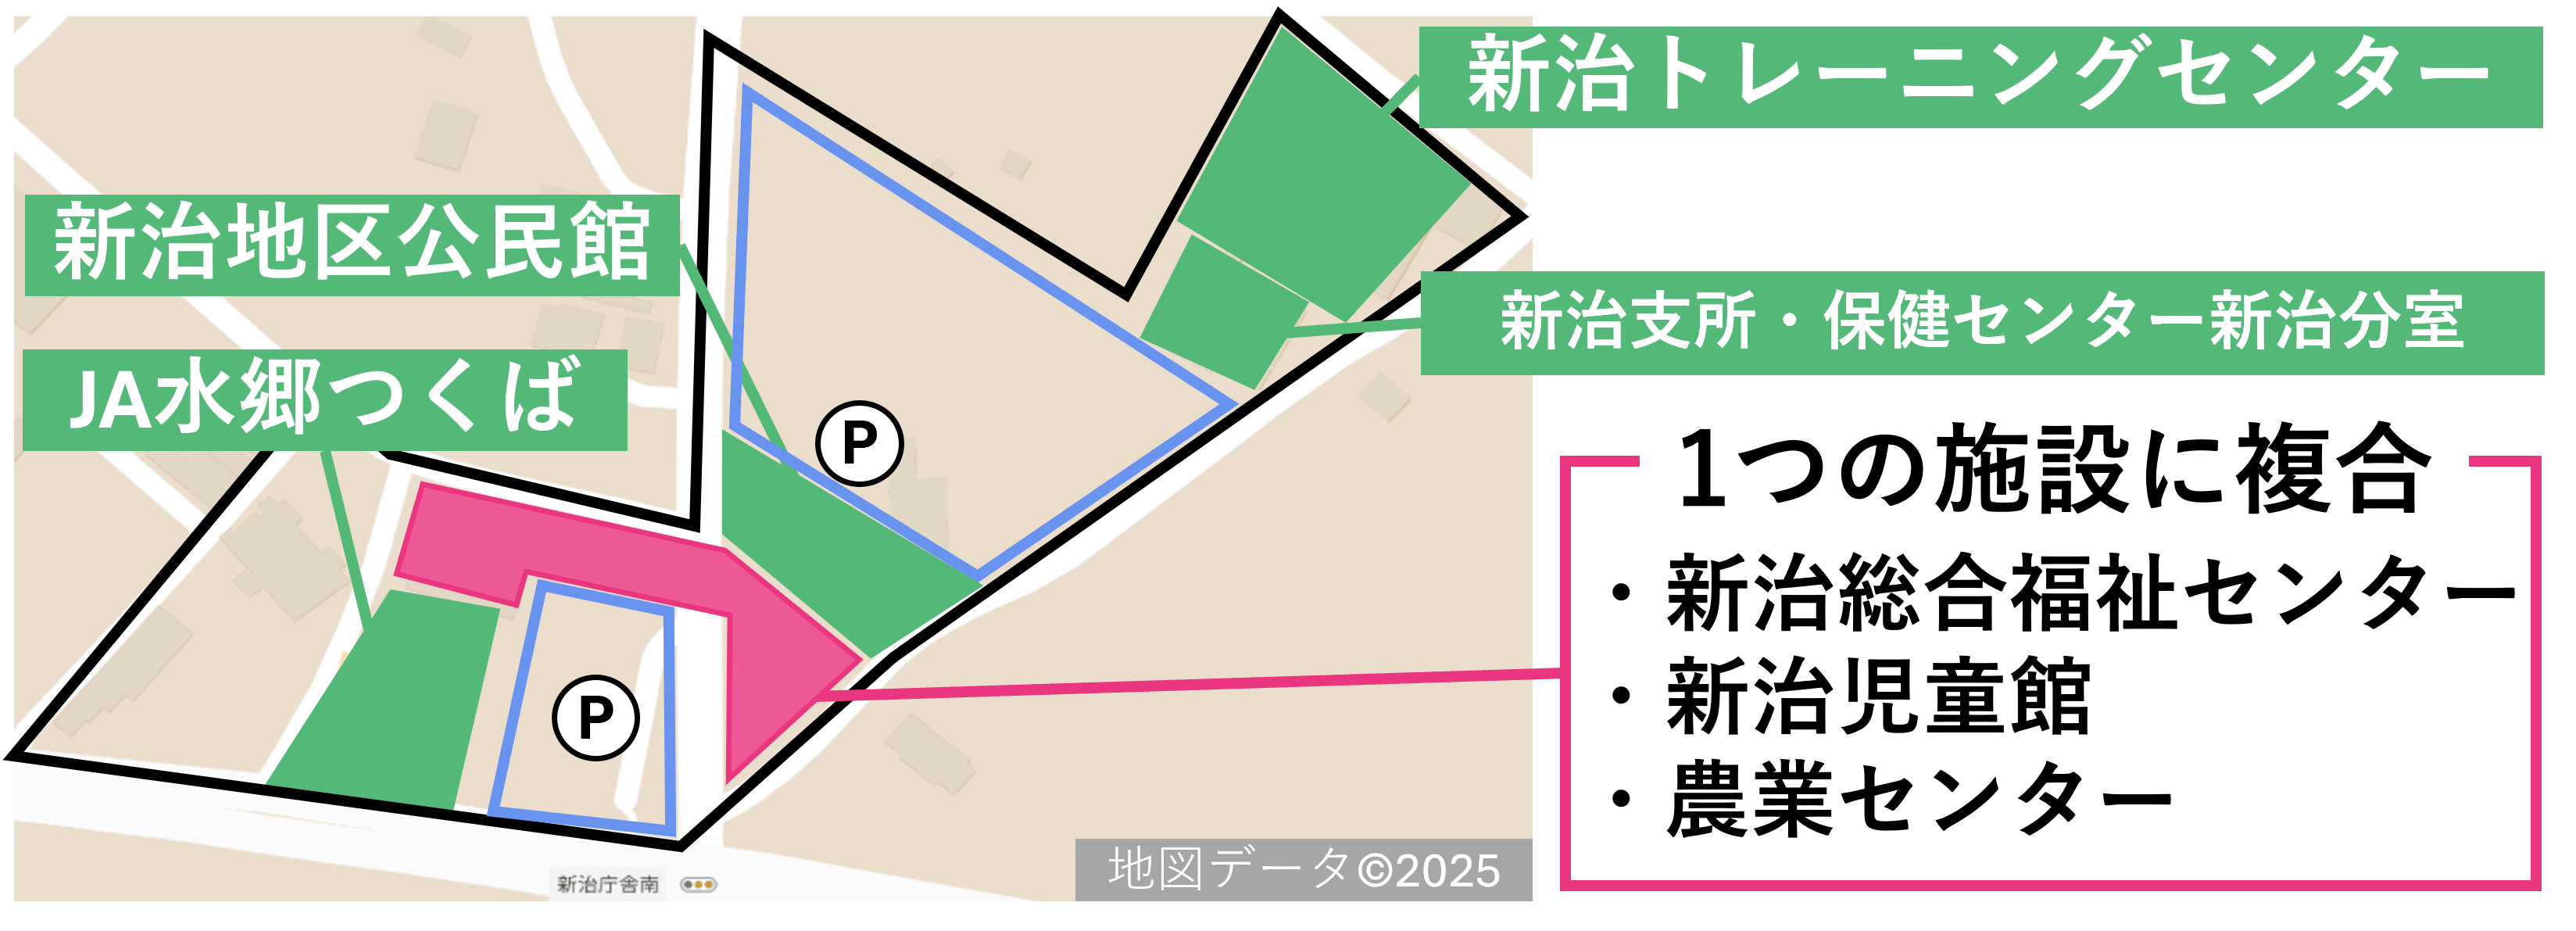 新治トレーニングセンター
新治地区公民館
新治支所・保健センター新治分室
JA水郷つくば
P
1つの施設に複合
・新治総合福祉センター
・新治児童館
・農業センター
P
地図データ©2025
新治庁舎南